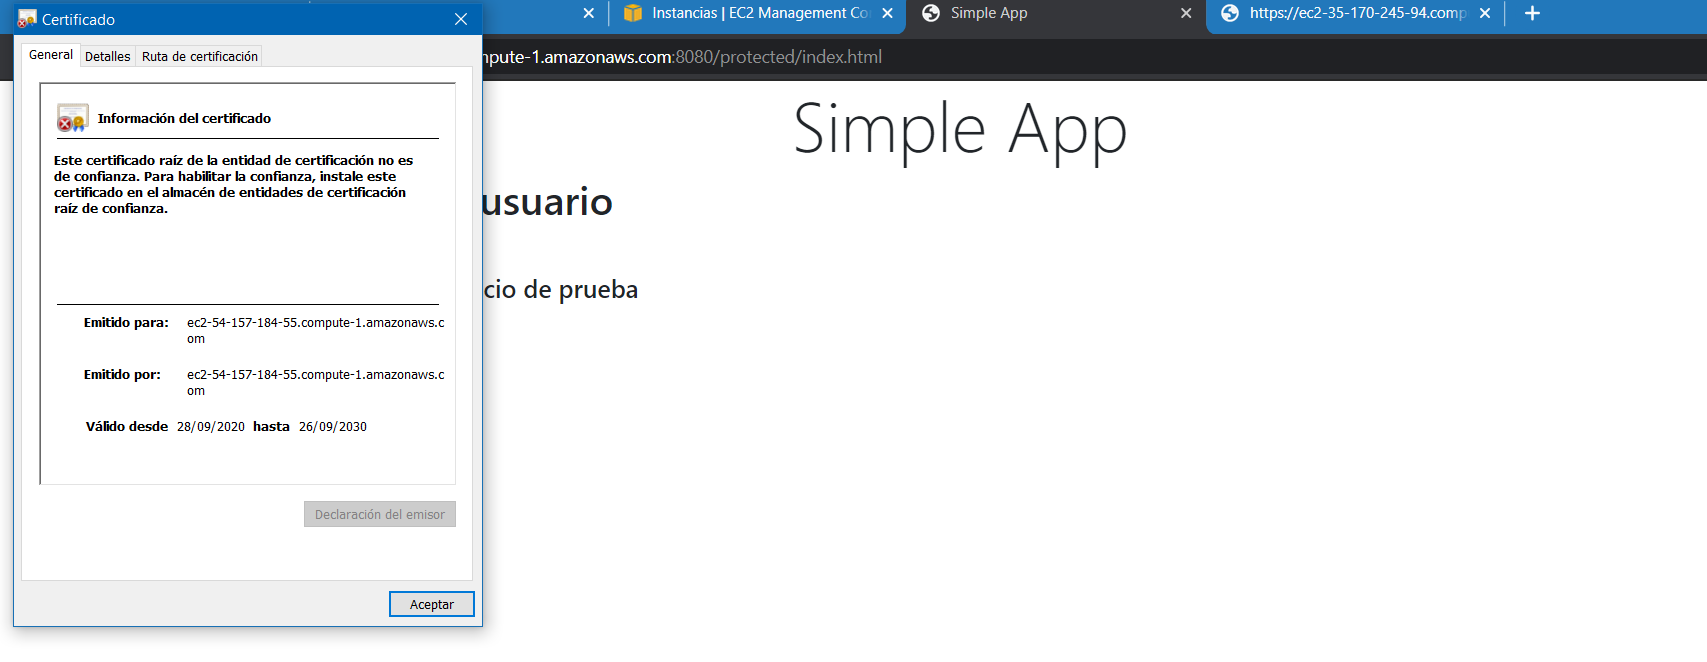 Certificado
Instancias | EC2 Management Co
Simple App
https://ec2-35-170-245-94.comp
General
Detalles
Ruta de certificación
npute-1.amazonaws.com:8080/protected/index.html
Información del certificado
Este certificado raíz de la entidad de certificación no es
de confianza. Para habilitar la confianza, instale este
certificado en el almacén de entidades de certificación
raíz de confianza.
Emitido para: ec2-54-157-184-55.compute-1.amazonaws.c
om
Emitido por: ec2-54-157-184-55.compute-1.amazonaws.c
om
Válido desde 28/09/2020 hasta 26/09/2030
Declaración del emisor
Aceptar
Simple App
usuario
cio de prueba